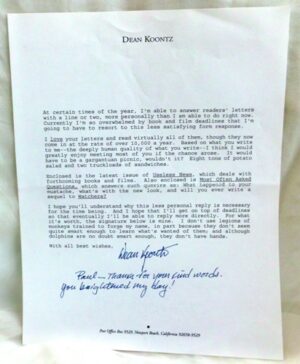 DEAN KOONTZ
At certain times of the year, I'm able to answer readers' letters
with a line or two, more personally than I am able to do right now.
Currently I'm so overwhelmed by book and film deadlines that I'm
going to have to resort to this less satisfying form response.
I love your letters and read virtually all of them, though they now
come in at the rate of over 10,000 a year. Based on what you write
to me--the deeply human quality of what you write--I think I would
greatly enjoy meeting most of you if the chance arose. It would
have to be a gargantuan picnic, wouldn't it? Eight tons of potato
salad and two truckloads of sandwiches.
Enclosed is the latest issue of Useless News, which deals with
forthcoming books and films. Also enclosed is Most Often Asked
Questions, which answers such queries as: What happened to your
mustache, what's with the new look, and will you ever write a
sequel to Watchers?
I hope you'll understand why this less personal reply is necessary
for the time being. And I hope that I'll get on top of deadlines
so that eventually I'll be able to reply more directly. For what
it's worth, the signature below is mine. I don't use legions of
monkeys trained to forge my name, in part because they don't seem
quite smart enough to learn what's wanted of them; and although
dolphins are no doubt smart enough, they don't have hands.
With all best wishes,
Dean Koontz
Paul — Thanks for your kind words.
You brightened my day!
Post Office Box 9529, Newport Beach, California 92658-9529